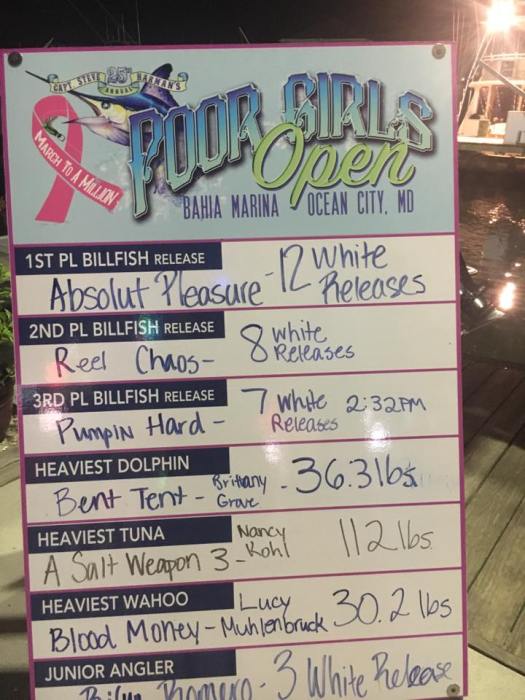 CAPT. STEVE HARMAN'S
25th ANNUAL
POOR GIRLS
Open
MARCH TO A MILLION
BAHIA MARINA OCEAN CITY, MD
1ST PL BILLFISH RELEASE
Absolut Pleasure - 12 White Releases
2ND PL BILLFISH RELEASE
Reel Chaos - 8 White Releases
3RD PL BILLFISH RELEASE
Pumpin Hard - 7 White Releases 2:32PM
HEAVIEST DOLPHIN
Bent Tent - Brittany Grove - 36.3 lbs
HEAVIEST TUNA
A Salt Weapon 3 - Nancy Kohl 112 lbs
HEAVIEST WAHOO
Blood Money - Lucy Muhlenbruck 30.2 lbs
JUNIOR ANGLER
Romero - 3 White Release